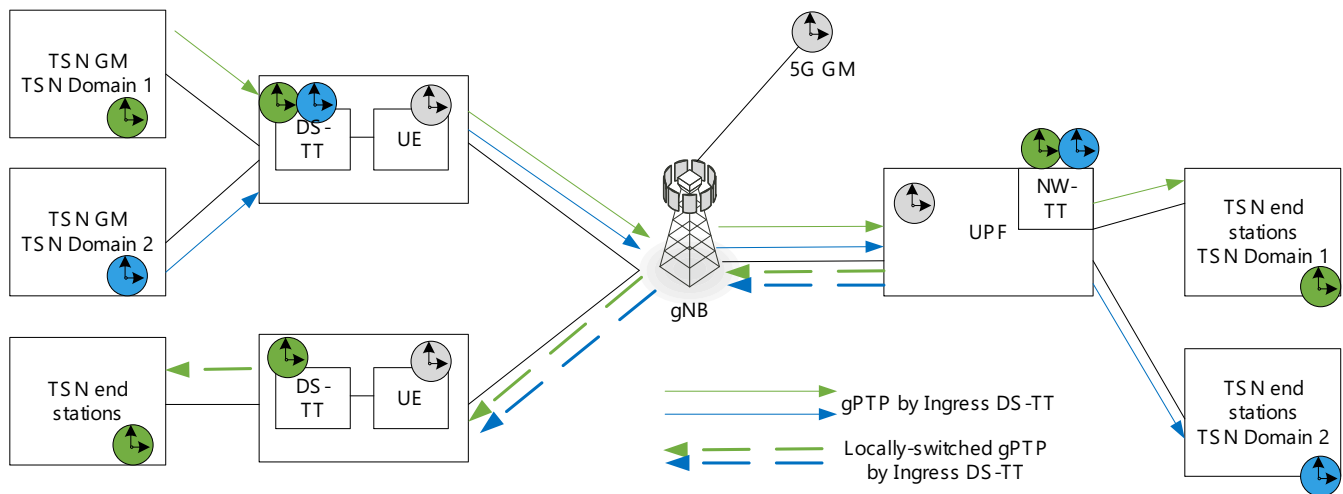 TSN GM
TSN Domain 1
DS-
TT
UE
5G GM
TSN GM
TSN Domain 2
NW-
TT
UPF
TSN end
stations
TSN Domain 1
gNB
TSN end
stations
DS-
TT
UE
gPTP by Ingress DS-TT
Locally-switched gPTP
by Ingress DS-TT
TSN end
stations
TSN Domain 2